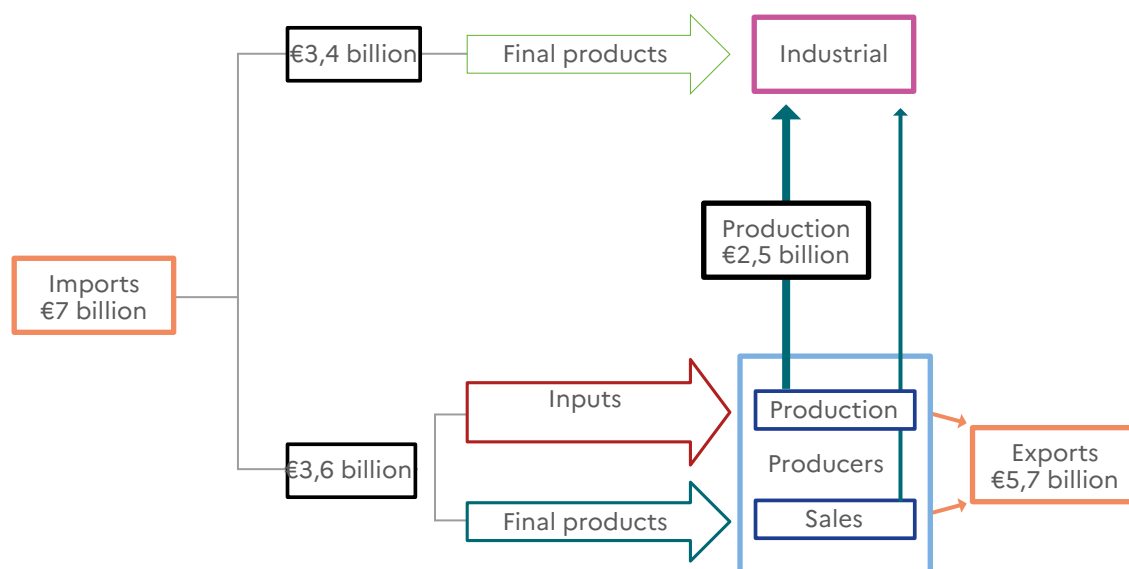 €3,4 billion
Final products
Industrial
Production
€2,5 billion
Imports
€7 billion
Inputs
Production
Producers
Exports
€5,7 billion
€3,6 billion
Final products
Sales